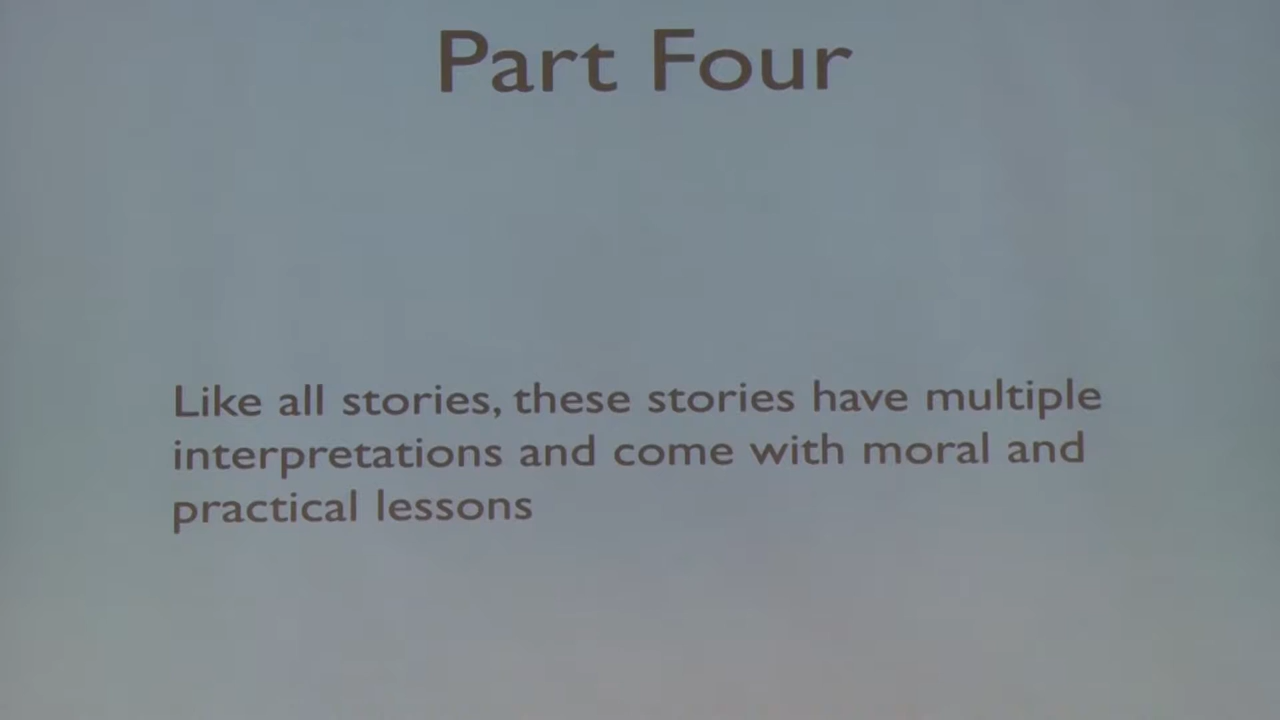 Part Four
Like all stories, these stories have multiple
interpretations and come with moral and
practical lessons